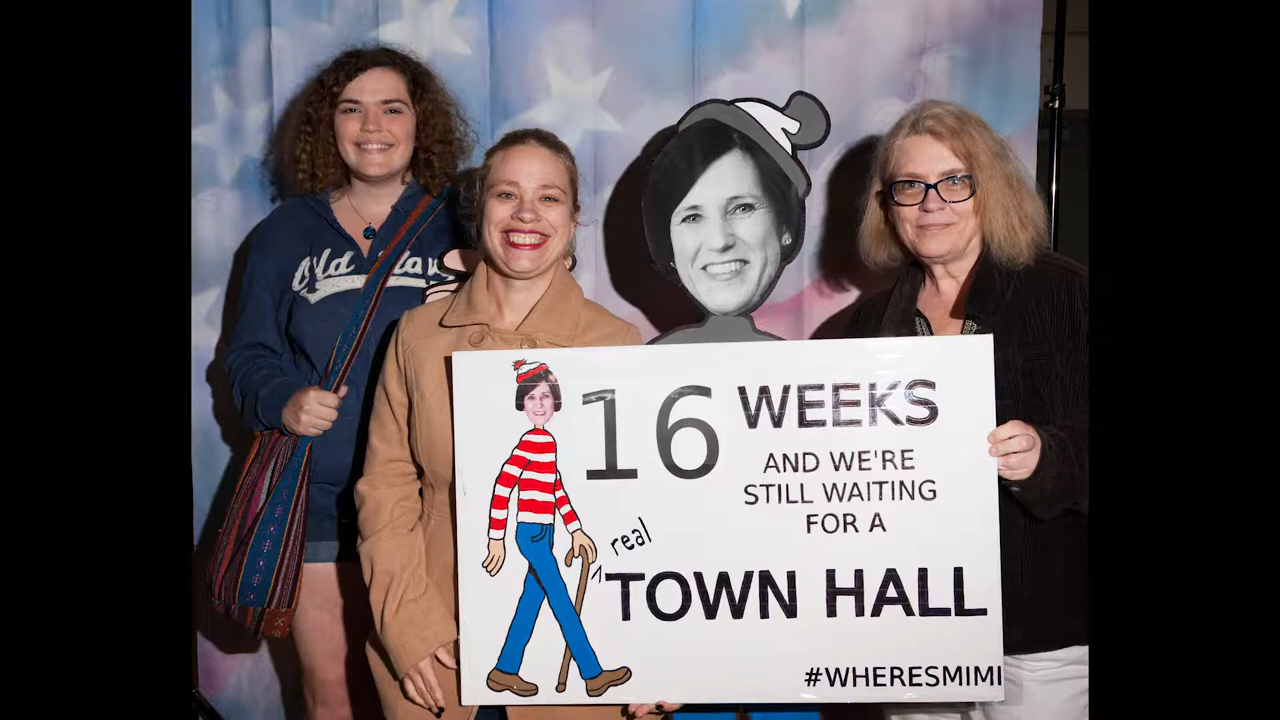 Old Navy
16 WEEKS
AND WE'RE
STILL WAITING
FOR A
real
TOWN HALL
#WHERESMIMI